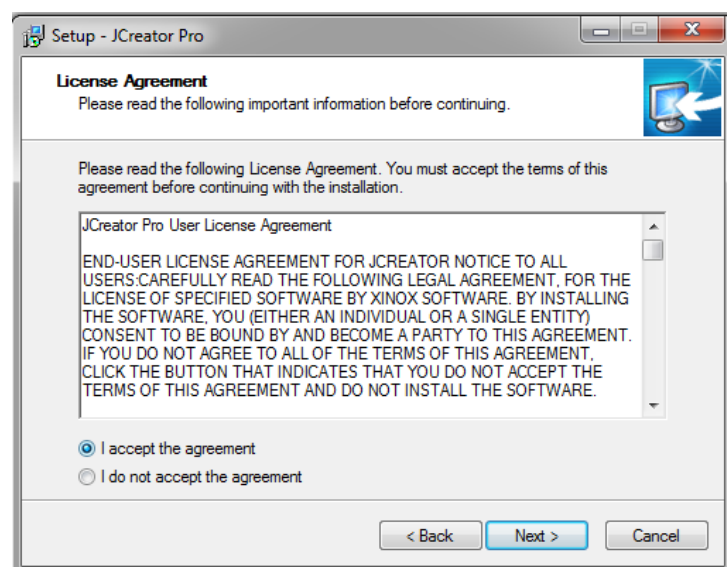 Setup - JCreator Pro
License Agreement
Please read the following important information before continuing.
Please read the following License Agreement. You must accept the terms of this
agreement before continuing with the installation.
JCreator Pro User License Agreement
END-USER LICENSE AGREEMENT FOR JCREATOR NOTICE TO ALL
USERS:CAREFULLY READ THE FOLLOWING LEGAL AGREEMENT, FOR THE
LICENSE OF SPECIFIED SOFTWARE BY XINOX SOFTWARE. BY INSTALLING
THE SOFTWARE, YOU (EITHER AN INDIVIDUAL OR A SINGLE ENTITY)
CONSENT TO BE BOUND BY AND BECOME A PARTY TO THIS AGREEMENT.
IF YOU DO NOT AGREE TO ALL OF THE TERMS OF THIS AGREEMENT,
CLICK THE BUTTON THAT INDICATES THAT YOU DO NOT ACCEPT THE
TERMS OF THIS AGREEMENT AND DO NOT INSTALL THE SOFTWARE.
I accept the agreement
I do not accept the agreement
< Back Next > Cancel